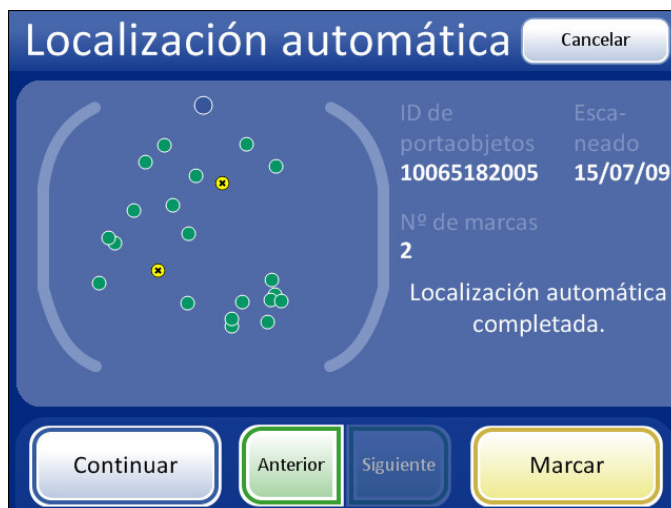 Localización automática
Cancelar
ID de
portaobjetos
10065182005
Esca-
neado
15/07/09
Nº de marcas
2
Localización automática
completada.
Continuar
Anterior
Siguiente
Marcar